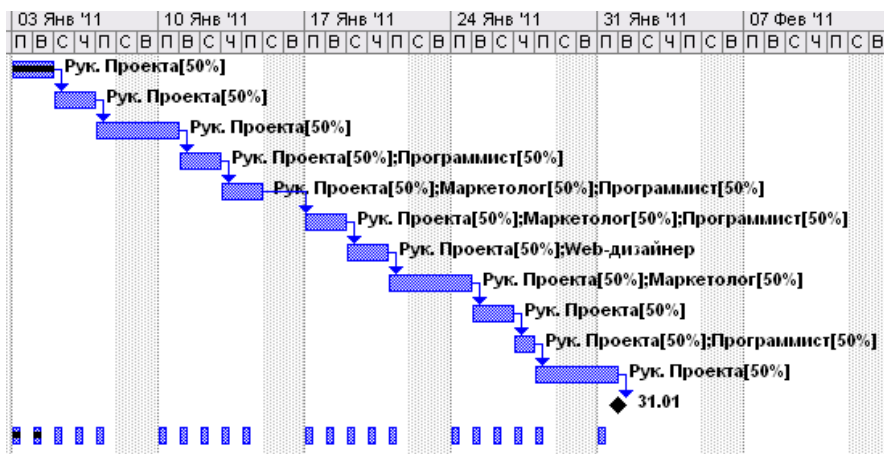 03 Янв '11 10 Янв '11 17 Янв '11 24 Янв '11 31 Янв '11 07 Фев '11
П В С Ч П С В П В С Ч П С В П В С Ч П С В П В С Ч П С В П В С Ч П С В П В С Ч П С В
Рук. Проекта[50%]
Рук. Проекта[50%]
Рук. Проекта[50%]
Рук. Проекта[50%];Программист[50%]
Рук. Проекта[50%];Маркетолог[50%];Программист[50%]
Рук. Проекта[50%];Маркетолог[50%];Программист[50%]
Рук. Проекта[50%];Web-дизайнер
Рук. Проекта[50%];Маркетолог[50%]
Рук. Проекта[50%]
Рук. Проекта[50%];Программист[50%]
Рук. Проекта[50%]
31.01